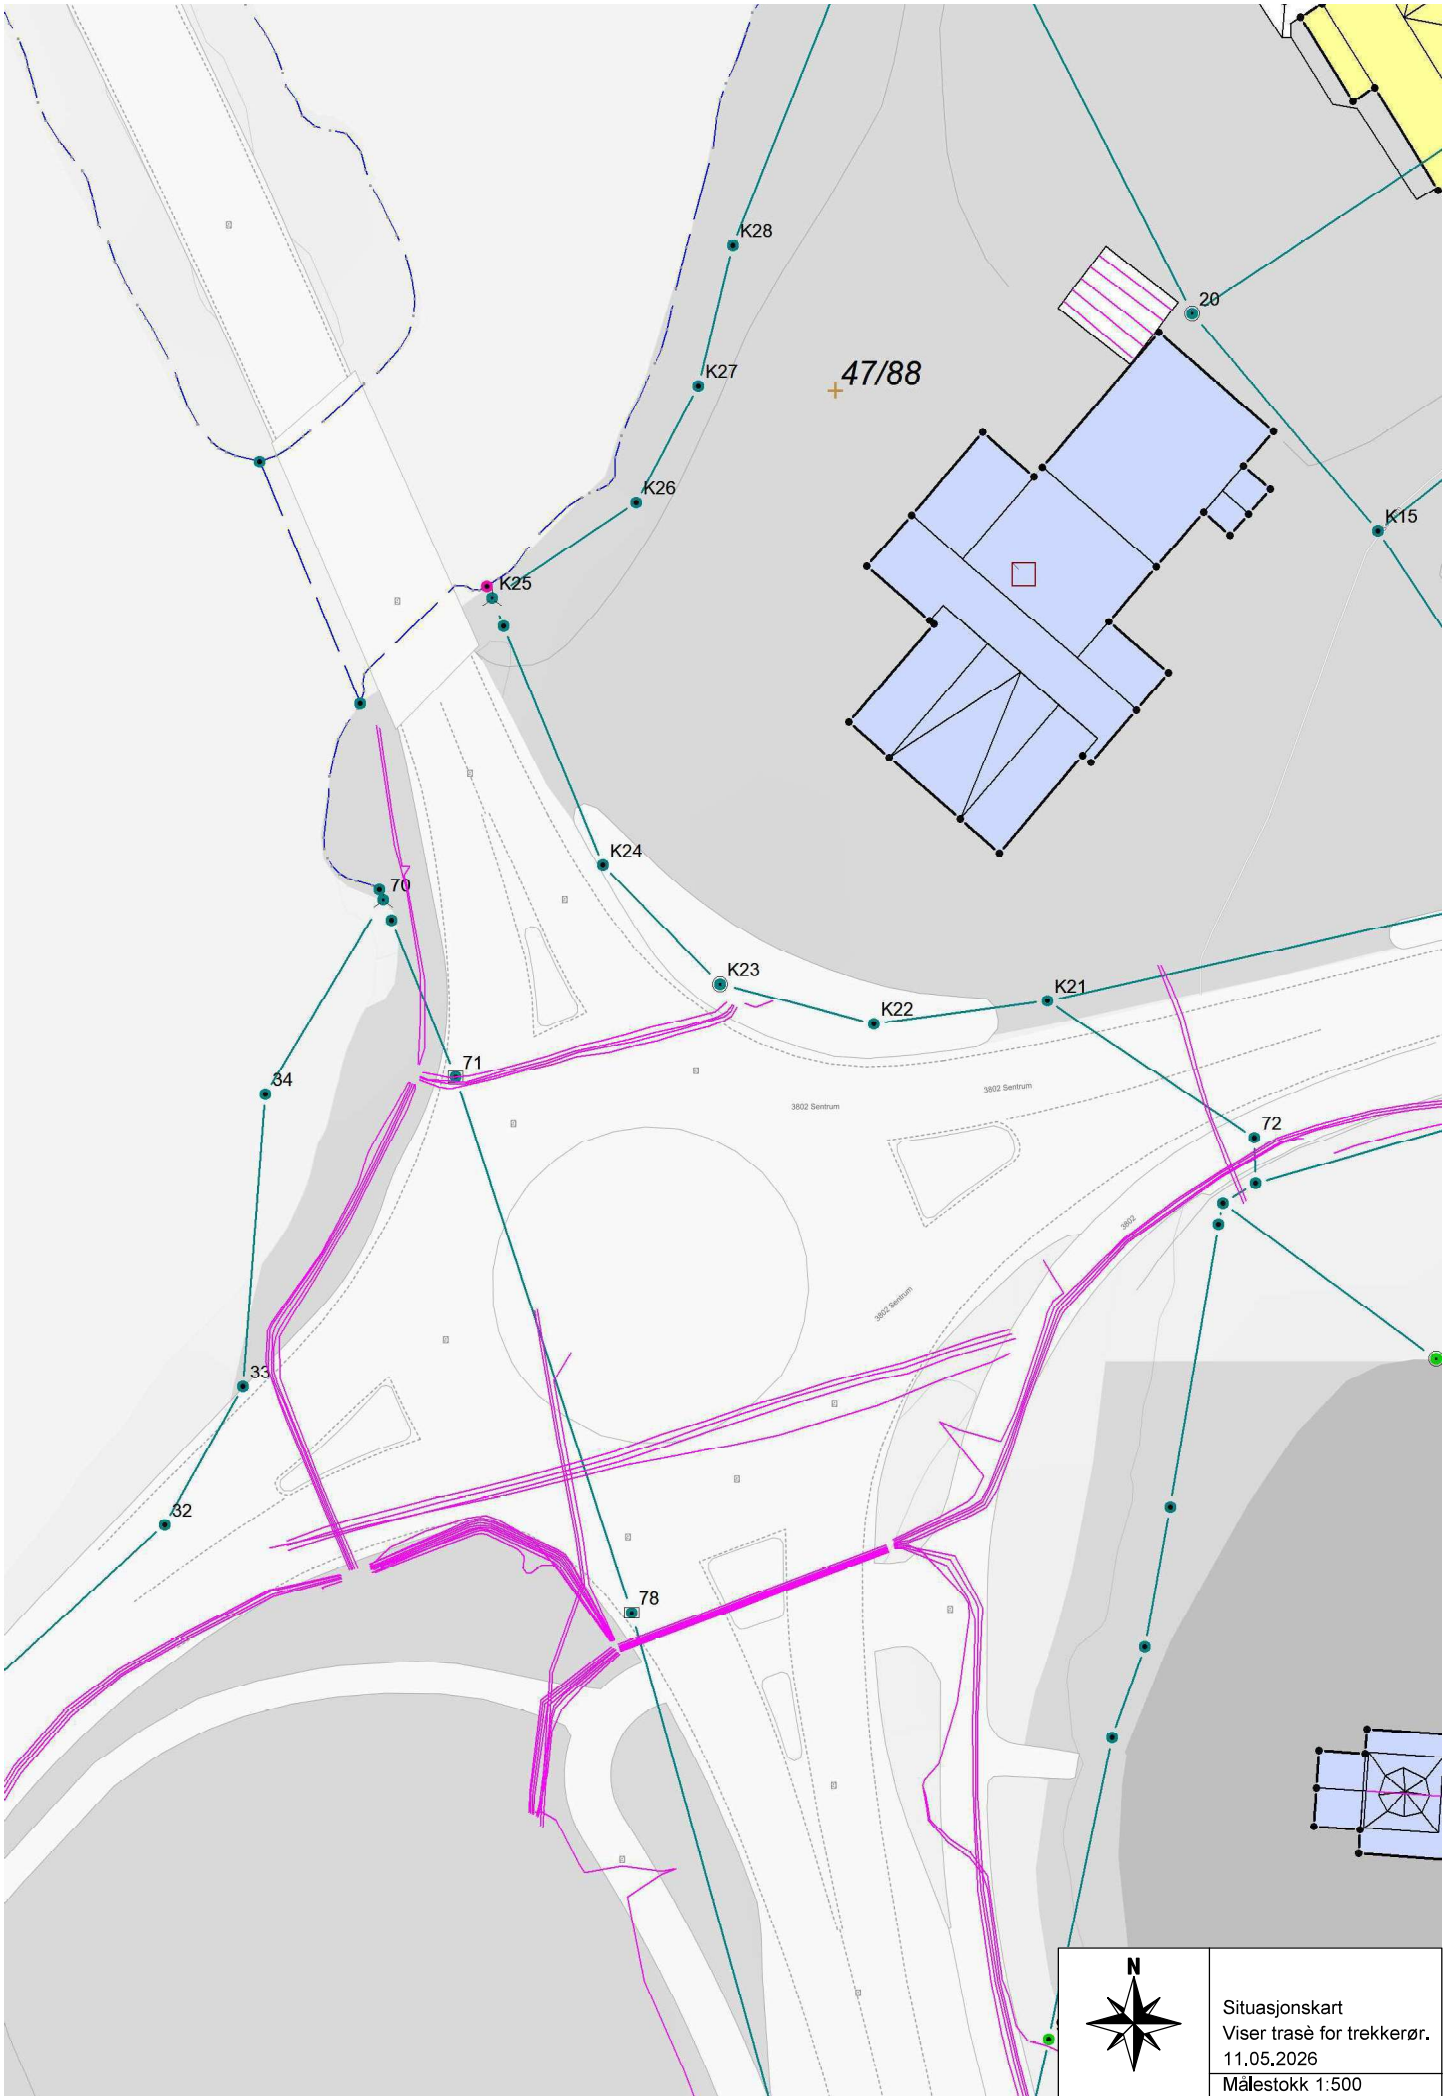 K28
20
47/88
K27
K26
K15
K25
K24
70
K23
K21
K22
71
34
3802 Sentrum
3802 Sentrum
72
3802
3802 Sentrum
33
32
78
N
Situasjonskart
Viser trasè for trekkerør.
11.05.2026
Målestokk 1:500